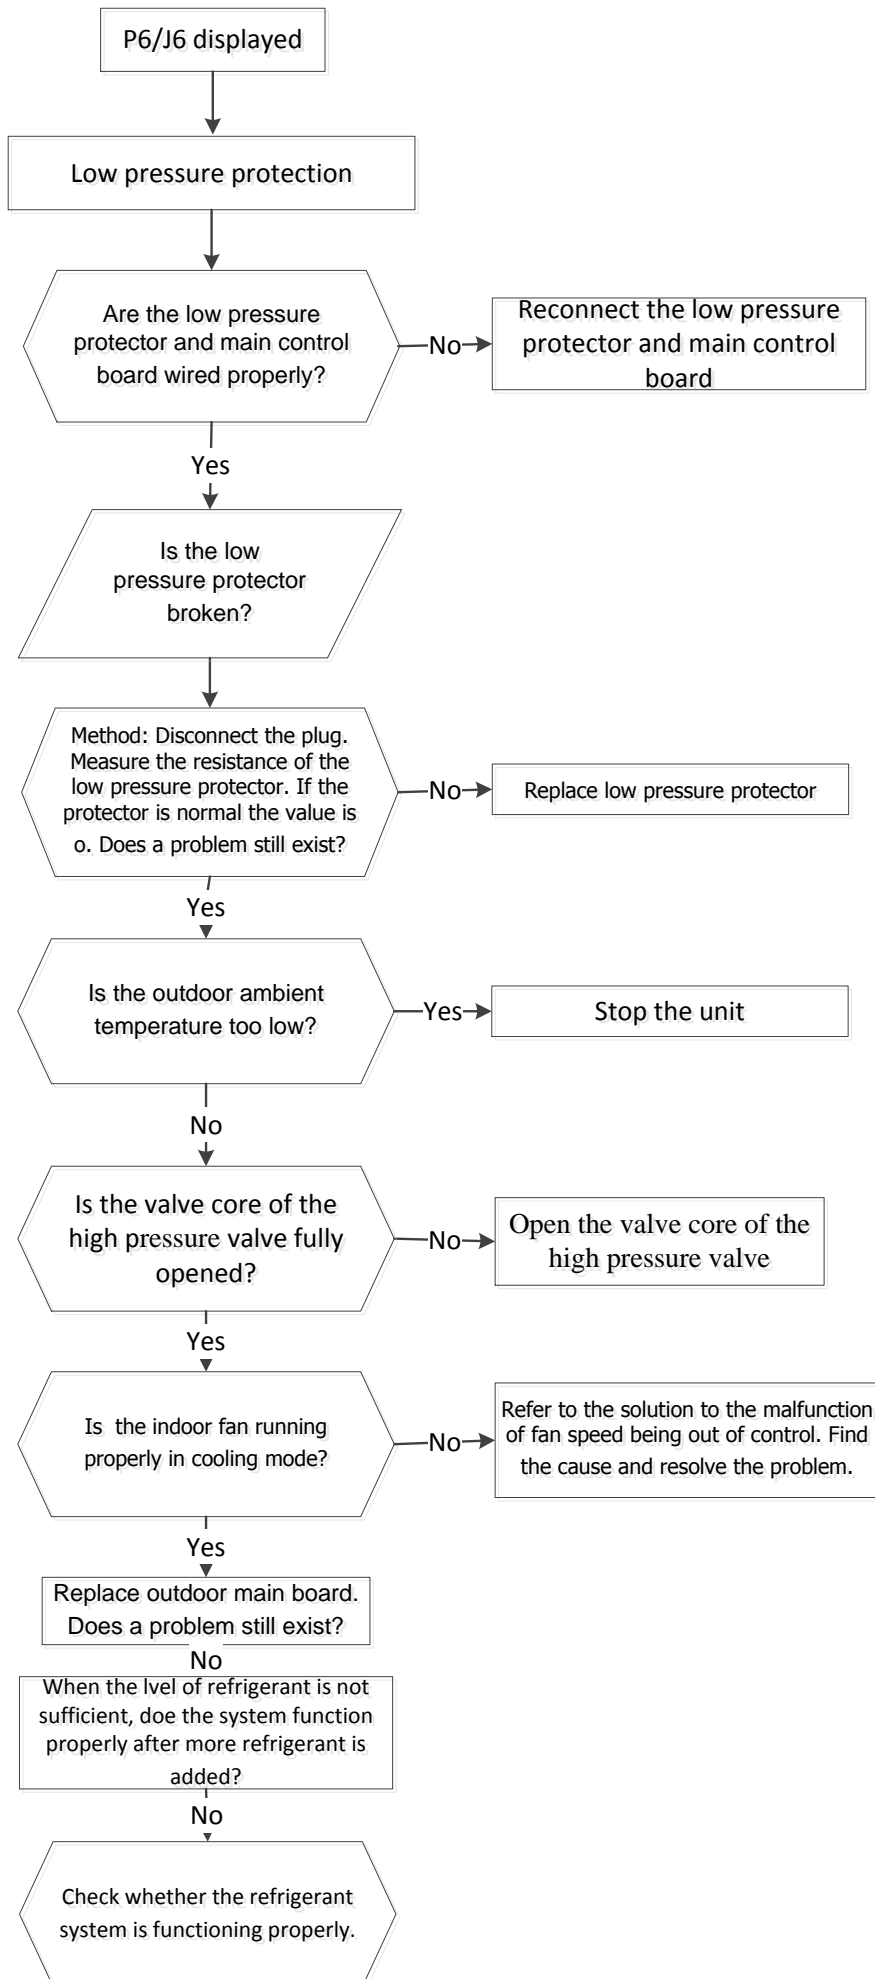 P6/J6 displayed
Low pressure protection
Are the low pressure
protector and main control
board wired properly?
No
Reconnect the low pressure
protector and main control
board
Yes
Is the low
pressure protector
broken?
Method: Disconnect the plug.
Measure the resistance of the
low pressure protector. If the
protector is normal the value is
o. Does a problem still exist?
No
Replace low pressure protector
Yes
Is the outdoor ambient
temperature too low?
Yes
Stop the unit
No
Is the valve core of the
high pressure valve fully
opened?
No
Open the valve core of the
high pressure valve
Yes
Is  the indoor fan running
properly in cooling mode?
No
Refer to the solution to the malfunction
of fan speed being out of control. Find
the cause and resolve the problem.
Yes
Replace outdoor main board.
Does a problem still exist?
No
When the lvel of refrigerant is not
sufficient, doe the system function
properly after more refrigerant is
added?
No
Check whether the refrigerant
system is functioning properly.